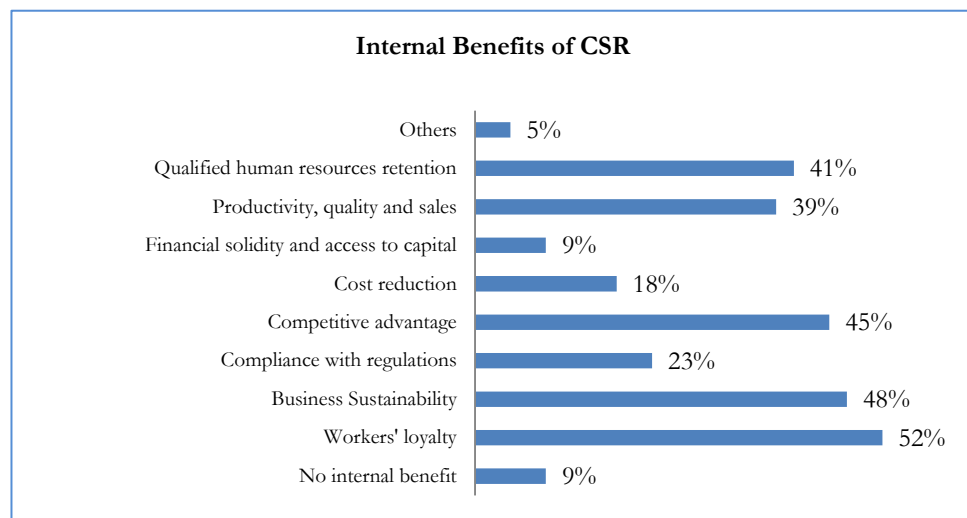 Internal Benefits of CSR
Others 5%
Qualified human resources retention 41%
Productivity, quality and sales 39%
Financial solidity and access to capital 9%
Cost reduction 18%
Competitive advantage 45%
Compliance with regulations 23%
Business Sustainability 48%
Workers' loyalty 52%
No internal benefit 9%